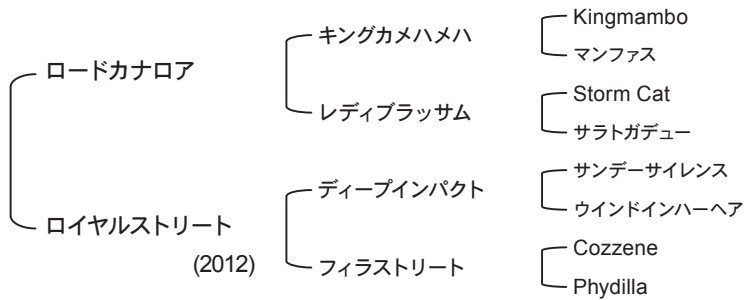 ロードカナロア
ロイヤルストリート
(2012)
キングカメハメハ
レディブラッサム
ディープインパクト
フィラストリート
Kingmambo
マンファス
Storm Cat
サラトガデュー
サンデーサイレンス
ウインドインハーヘア
Cozzene
Phydilla